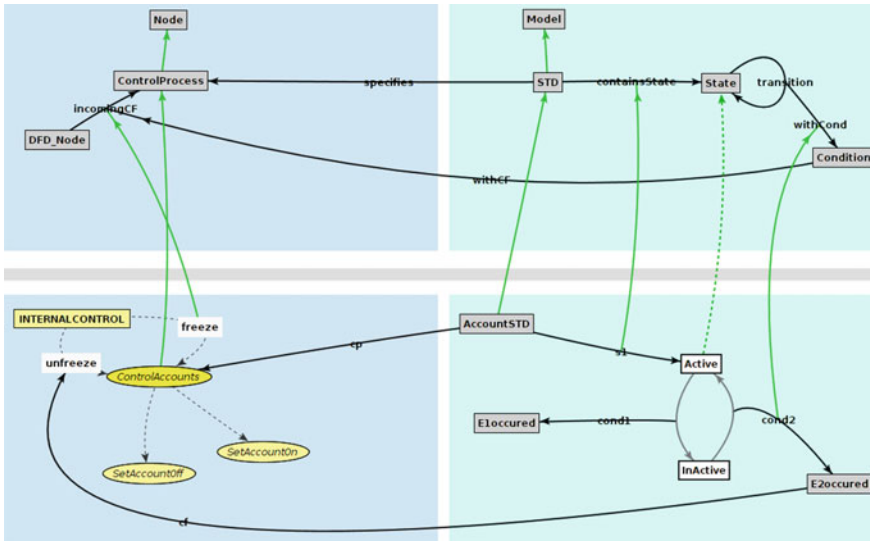 Node
Model
ControlProcess
specifies
STD
containsState
State
transition
incomingCF
withCond
DFD_Node
Condition
withCF
INTERNALCONTROL
freeze
AccountSTD
cp
s1
unfreeze
ControlAccounts
Active
E1occured
cond1
cond2
SetAccountOn
SetAccountOff
InActive
E2occured
cf